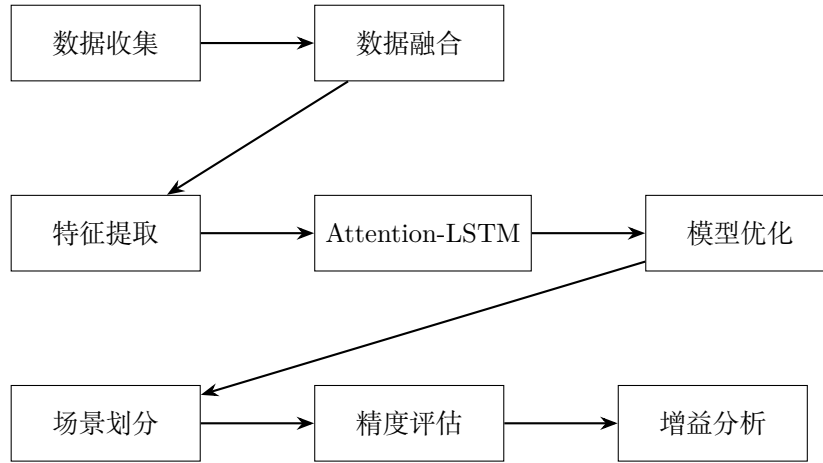 数据收集
数据融合
特征提取
Attention-LSTM
模型优化
场景划分
精度评估
增益分析